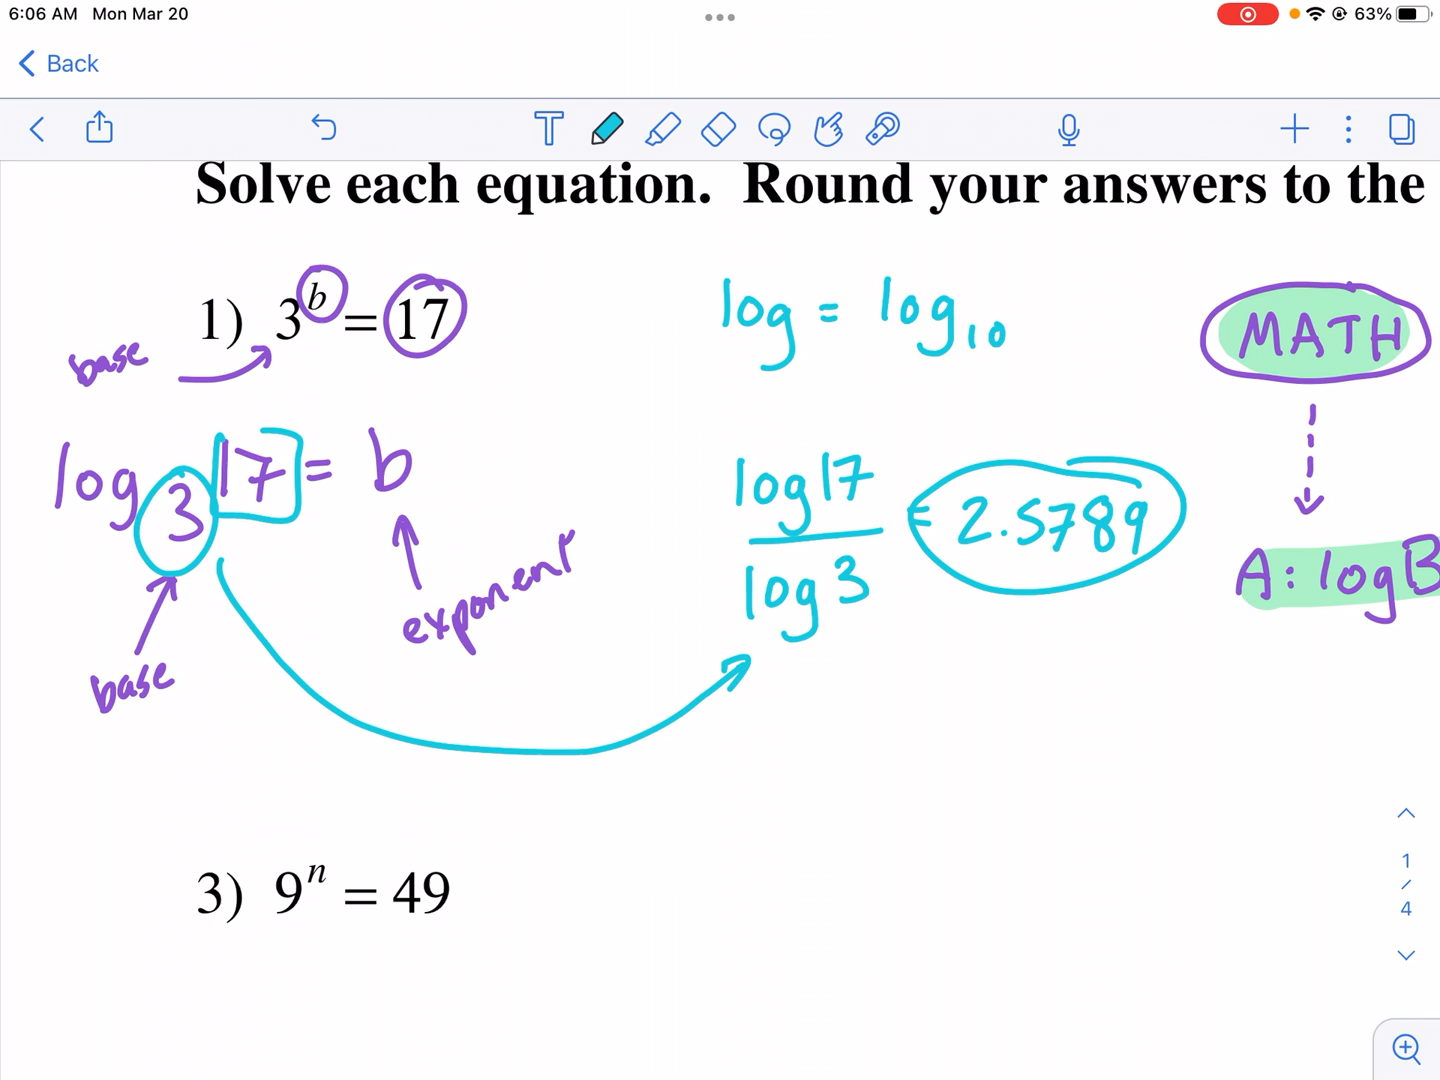 6:06 AM Mon Mar 20
63%
Back
T
Solve each equation. Round your answers to the
1) 3^b = 17
base
log = log₁₀
MATH
log₃ 17 = b
log 17
log 3
= 2.5789
A: logB
base
exponent
3) 9^n = 49
1
/
4